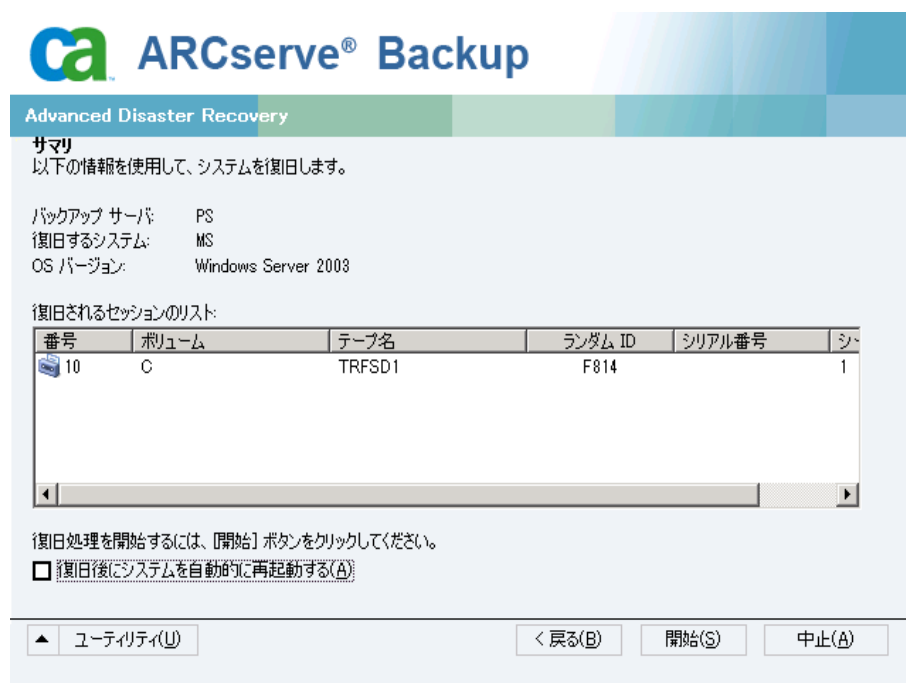 ca ARCserve® Backup
Advanced Disaster Recovery
サマリ
以下の情報を使用して、システムを復旧します。
バックアップ サーバ: PS
復旧するシステム: MS
OS バージョン: Windows Server 2003
復旧されるセッションのリスト:
番号 ボリューム テープ名 ランダム ID シリアル番号 シー
10 C TRFSD1 F814 1
復旧処理を開始するには、[開始] ボタンをクリックしてください。
復旧後にシステムを自動的に再起動する(A)
ユーティリティ(U) < 戻る(B) 開始(S) 中止(A)